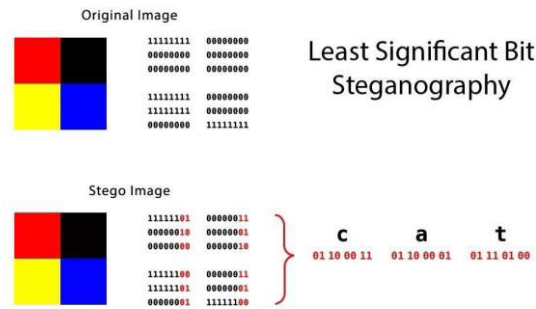 Original Image
11111111 00000000
00000000 00000000
00000000 00000000
11111111 00000000
11111111 00000000
00000000 11111111
Least Significant Bit
Steganography
Stego Image
11111101 00000011
00000010 00000001
00000000 00000010
11111100 00000011
11111101 00000001
00000001 11111100
c a t
01 10 00 11 01 10 00 01 01 11 01 00